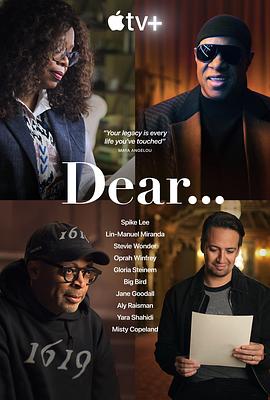 tv+
“Your legacy is every
life you’ve touched”
MAYA ANGELOU
Dear...
Spike Lee
Lin-Manuel Miranda
Stevie Wonder
Oprah Winfrey
Gloria Steinem
Big Bird
Jane Goodall
Aly Raisman
Yara Shahidi
Misty Copeland
1619
1619